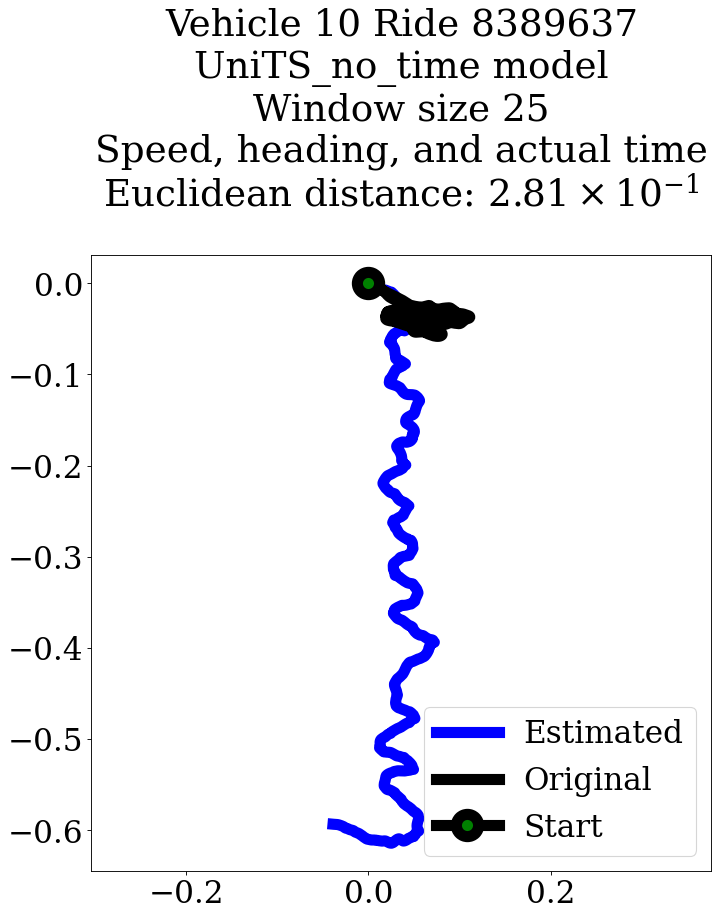 Vehicle 10 Ride 8389637
UniTS_no_time model
Window size 25
Speed, heading, and actual time
Euclidean distance: 2.81 × 10⁻¹
0.0
−0.1
−0.2
−0.3
−0.4
−0.5
−0.6
Estimated
Original
Start
−0.2 0.0 0.2